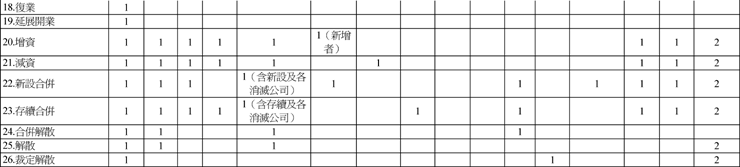 18.復業 1
19.延展開業 1
20.增資 1 1 1 1 1 1（新增者） 1 1 2
21.減資 1 1 1 1 1 1 1 1 2
22.新設合併 1 1 1 1（含新設及各消滅公司） 1 1 1 1 1 2
23.存續合併 1 1 1 1 1（含存續及各消滅公司） 1 1 1 1 2
24.合併解散 1 1 1 1
25.解散 1 1 1 2
26.裁定解散 1 1 2